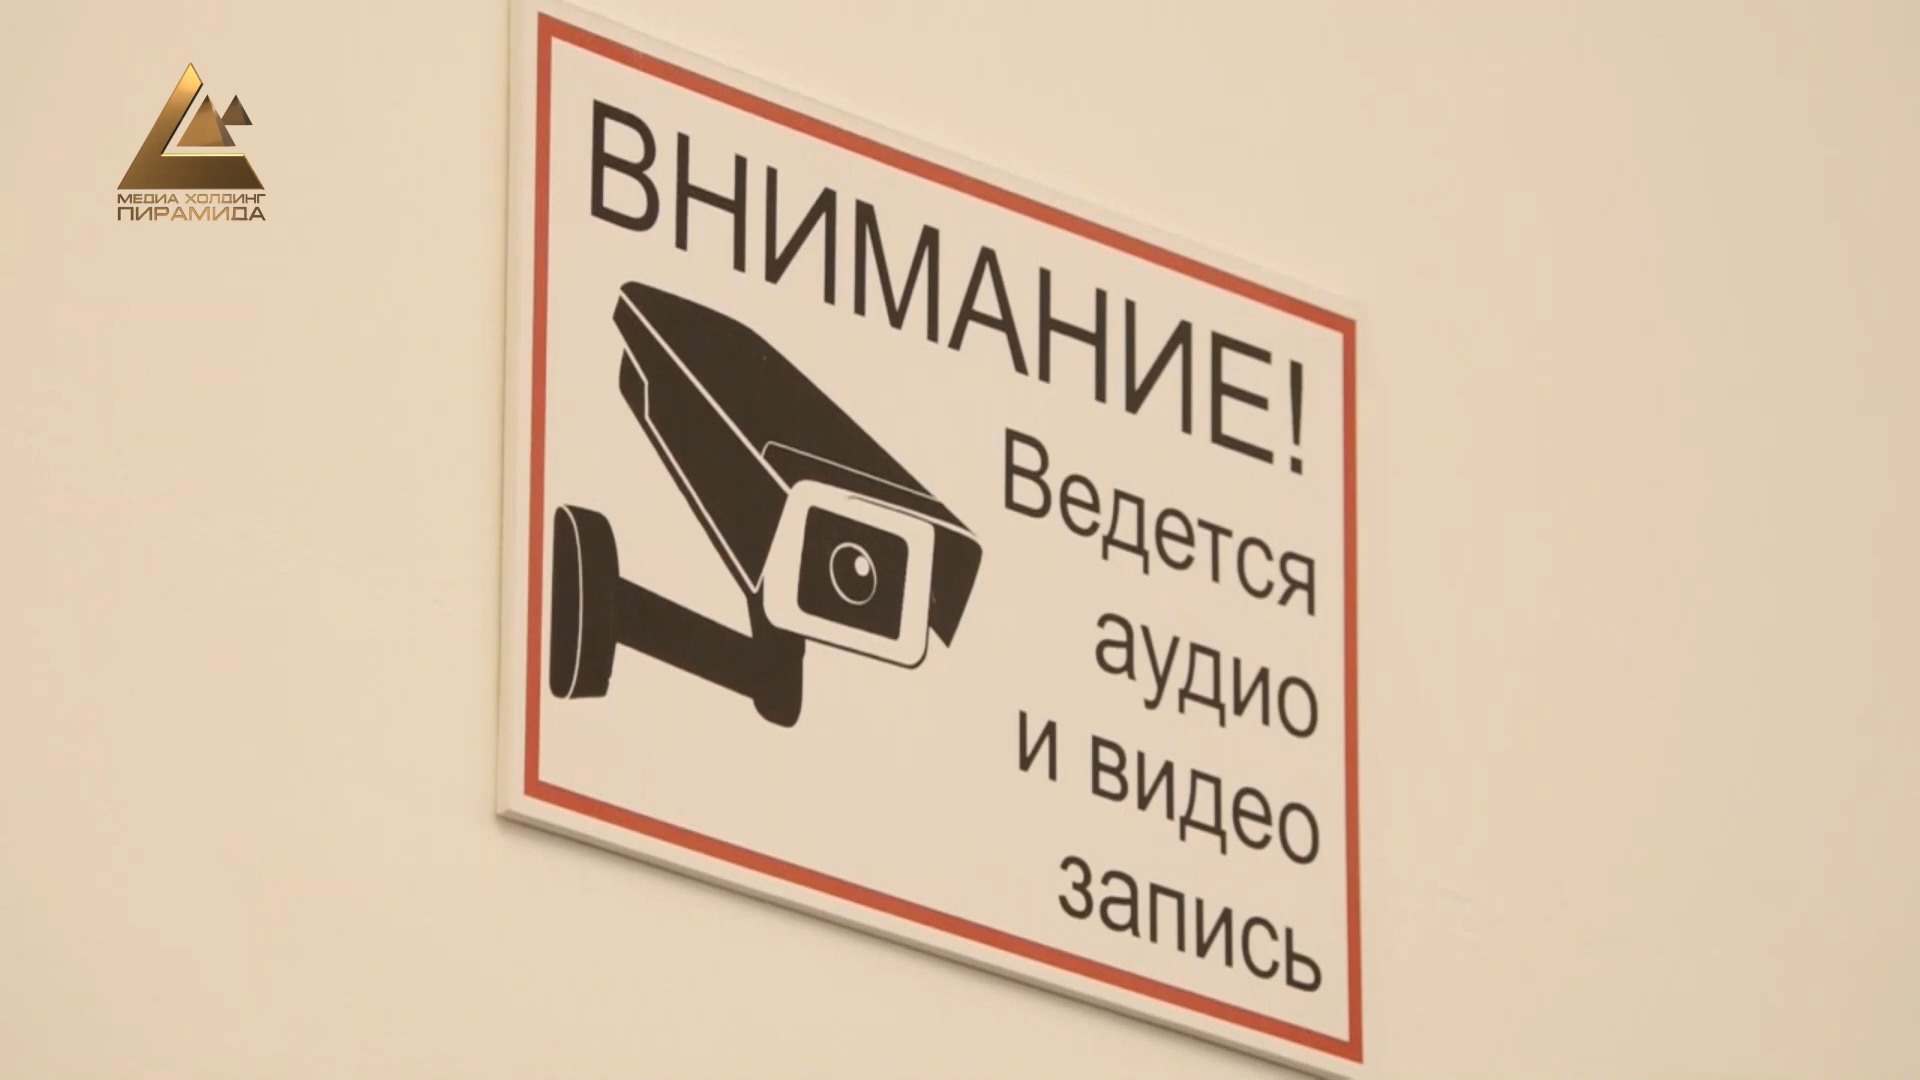 МЕДИА ХОЛДИНГ
ПИРАМИДА
ВНИМАНИЕ!
Ведется
аудио
и видео
запись